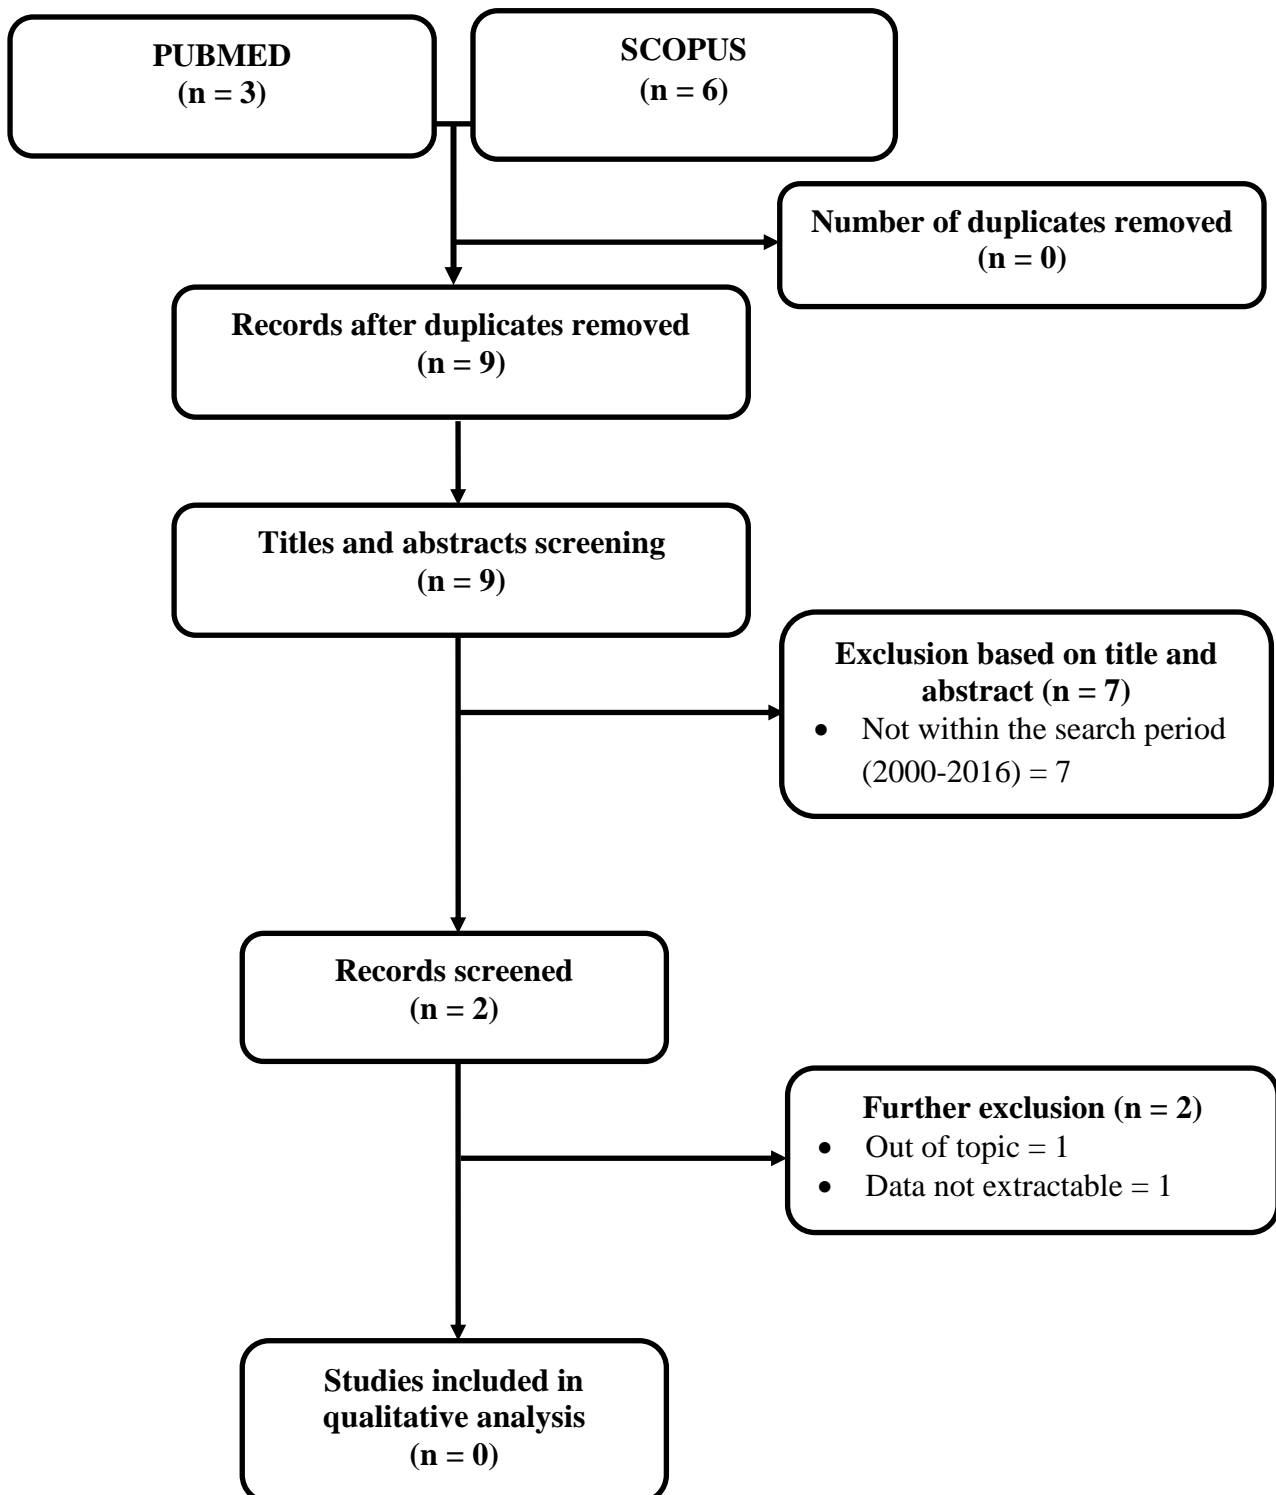 PUBMED
(n = 3)
SCOPUS
(n = 6)
Number of duplicates removed
(n = 0)
Records after duplicates removed
(n = 9)
Titles and abstracts screening
(n = 9)
Exclusion based on title and
abstract (n = 7)
• Not within the search period
(2000-2016) = 7
Records screened
(n = 2)
Further exclusion (n = 2)
• Out of topic = 1
• Data not extractable = 1
Studies included in
qualitative analysis
(n = 0)